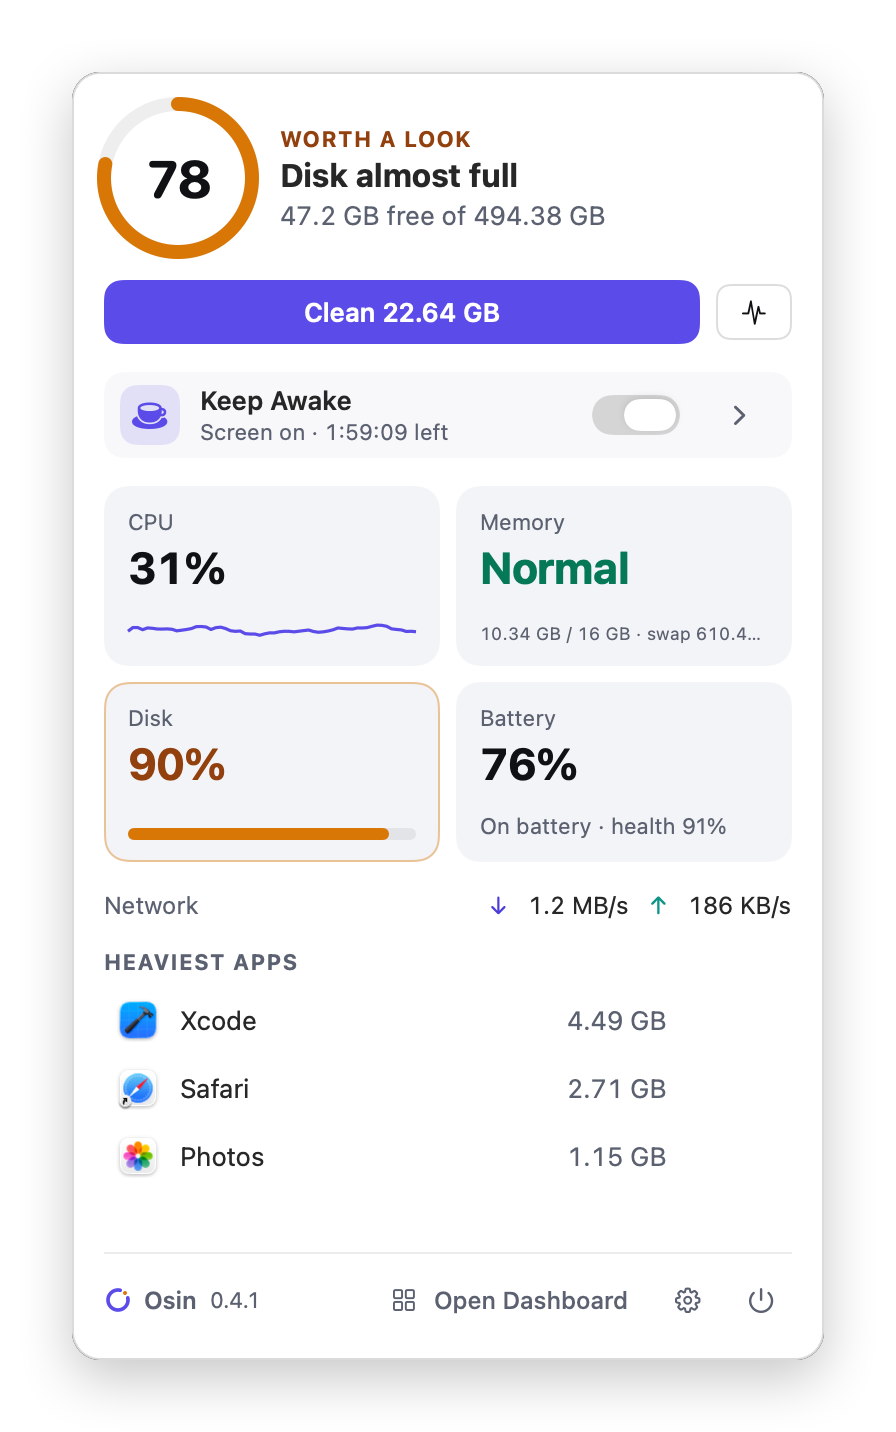 78
WORTH A LOOK
Disk almost full
47.2 GB free of 494.38 GB
Clean 22.64 GB
Keep Awake
Screen on · 1:59:09 left
CPU
31%
Memory
Normal
10.34 GB / 16 GB · swap 610.4…
Disk
90%
Battery
76%
On battery · health 91%
Network ↓ 1.2 MB/s ↑ 186 KB/s
HEAVIEST APPS
Xcode 4.49 GB
Safari 2.71 GB
Photos 1.15 GB
Osin 0.4.1 Open Dashboard